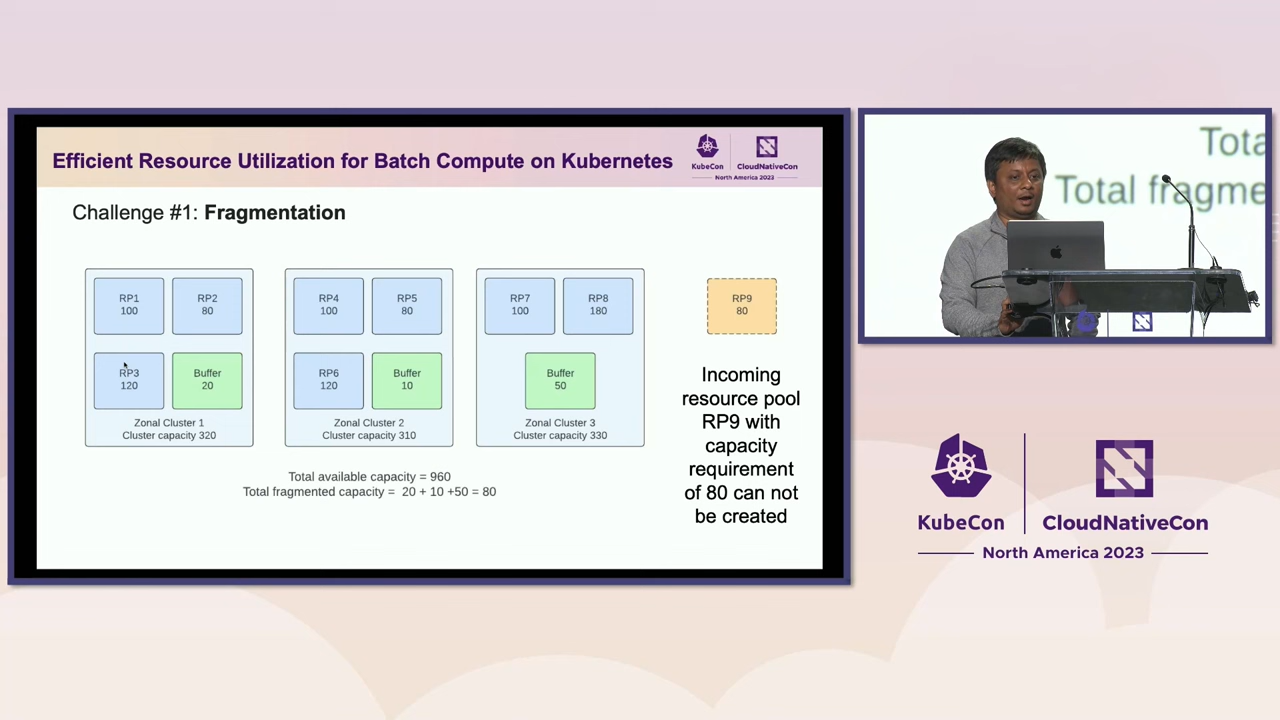 Efficient Resource Utilization for Batch Compute on Kubernetes
KubeCon
CloudNativeCon
North America 2023
Challenge #1: Fragmentation
RP1
100
RP2
80
RP3
120
Buffer
20
Zonal Cluster 1
Cluster capacity 320
RP4
100
RP5
80
RP6
120
Buffer
10
Zonal Cluster 2
Cluster capacity 310
RP7
100
RP8
180
Buffer
50
Zonal Cluster 3
Cluster capacity 330
Total available capacity = 960
Total fragmented capacity = 20 + 10 +50 = 80
RP9
80
Incoming
resource pool
RP9 with
capacity
requirement
of 80 can not
be created
Tota
Total fragme
KubeCon
CloudNativeCon
North America 2023